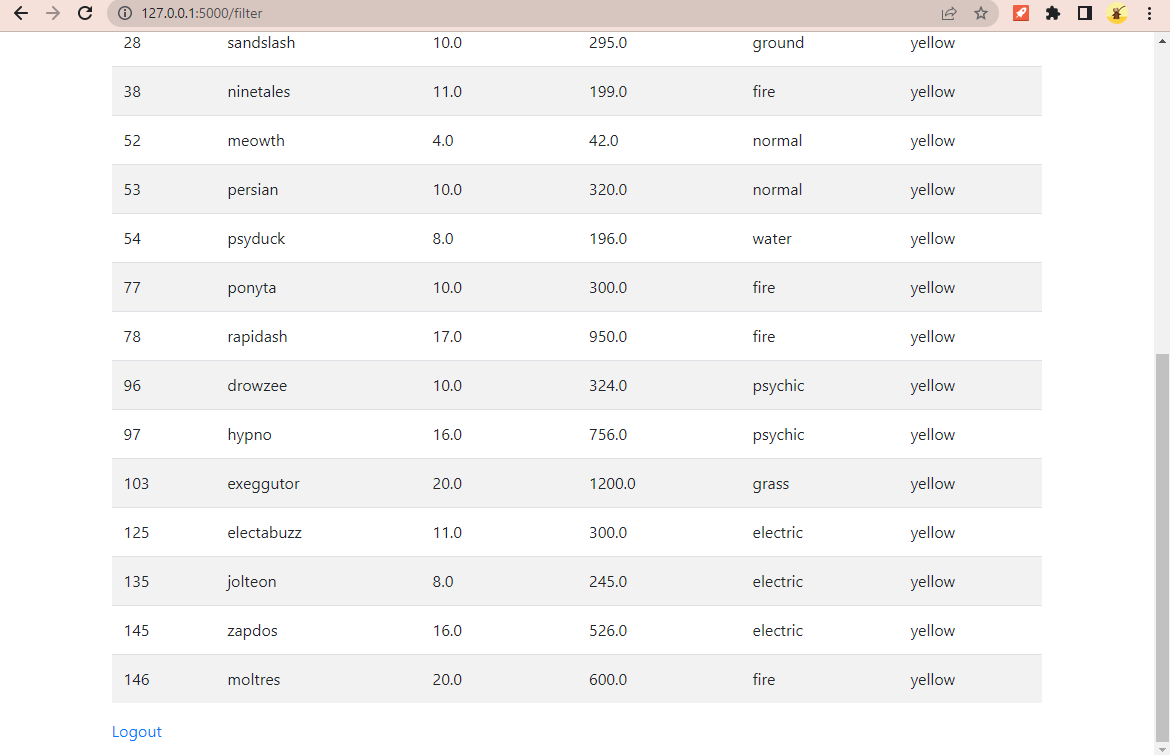 127.0.0.1:5000/filter
28 sandslash 10.0 295.0 ground yellow
38 ninetales 11.0 199.0 fire yellow
52 meowth 4.0 42.0 normal yellow
53 persian 10.0 320.0 normal yellow
54 psyduck 8.0 196.0 water yellow
77 ponyta 10.0 300.0 fire yellow
78 rapidash 17.0 950.0 fire yellow
96 drowzee 10.0 324.0 psychic yellow
97 hypno 16.0 756.0 psychic yellow
103 exeggutor 20.0 1200.0 grass yellow
125 electabuzz 11.0 300.0 electric yellow
135 jolteon 8.0 245.0 electric yellow
145 zapdos 16.0 526.0 electric yellow
146 moltres 20.0 600.0 fire yellow
Logout